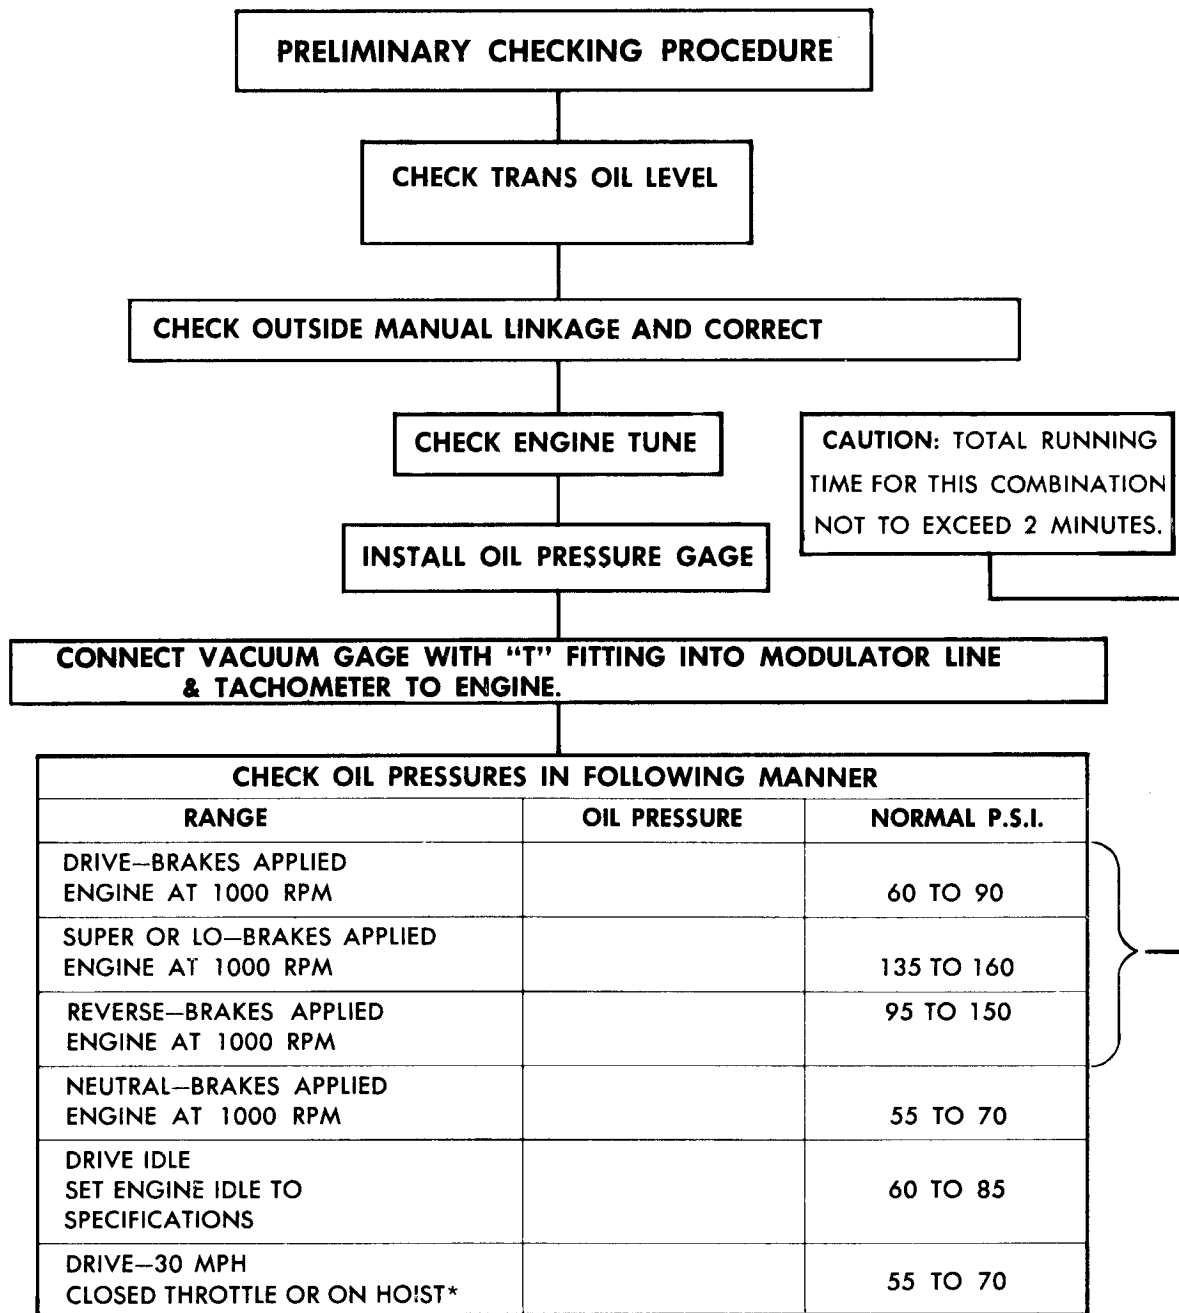 PRELIMINARY CHECKING PROCEDURE
CHECK TRANS OIL LEVEL
CHECK OUTSIDE MANUAL LINKAGE AND CORRECT
CHECK ENGINE TUNE
CAUTION: TOTAL RUNNING
TIME FOR THIS COMBINATION
NOT TO EXCEED 2 MINUTES.
INSTALL OIL PRESSURE GAGE
CONNECT VACUUM GAGE WITH “T” FITTING INTO MODULATOR LINE
& TACHOMETER TO ENGINE.
CHECK OIL PRESSURES IN FOLLOWING MANNER
RANGE OIL PRESSURE NORMAL P.S.I.
DRIVE—BRAKES APPLIED
ENGINE AT 1000 RPM 60 TO 90
SUPER OR LO—BRAKES APPLIED
ENGINE AT 1000 RPM 135 TO 160
REVERSE—BRAKES APPLIED 95 TO 150
ENGINE AT 1000 RPM
NEUTRAL—BRAKES APPLIED
ENGINE AT 1000 RPM 55 TO 70
DRIVE IDLE
SET ENGINE IDLE TO 60 TO 85
SPECIFICATIONS
DRIVE—30 MPH
CLOSED THROTTLE OR ON HOIST* 55 TO 70